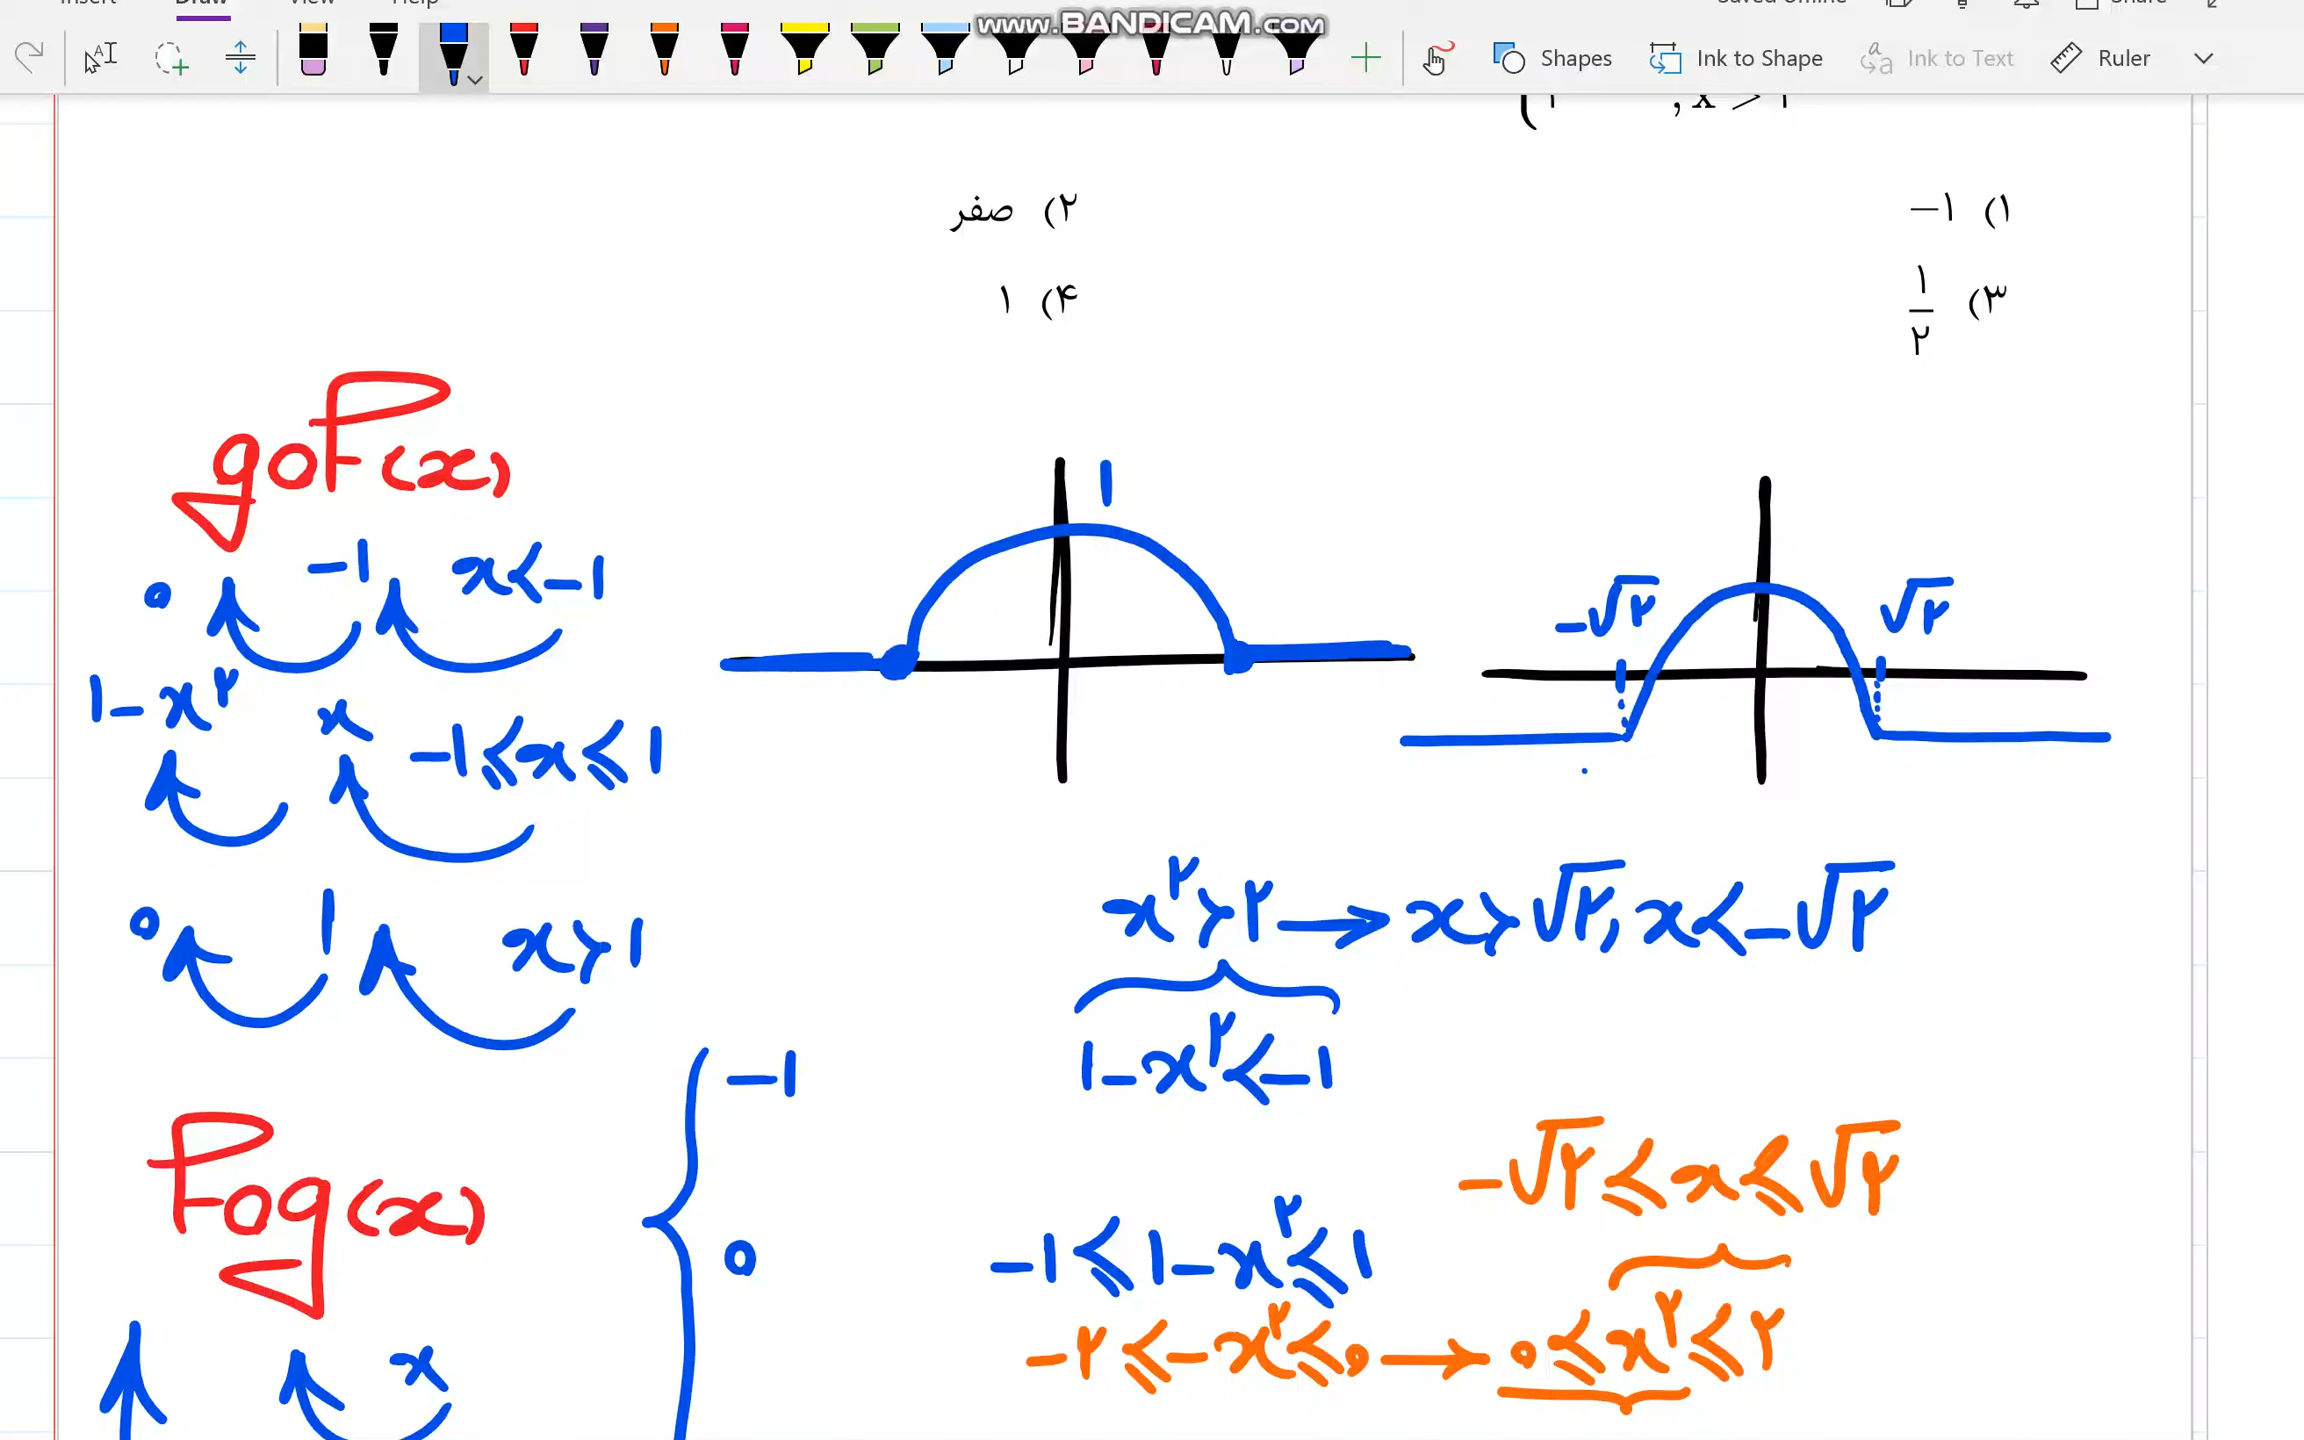 www.BANDICAM.com
Shapes
Ink to Shape
Ink to Text
Ruler
, x > ۱
۱) −۱
۲) صفر
۳) ۱/۲
۴) ۱
gof(x)
0 −1 x<−1
1−x² x −1≤x≤1
0 1 x>1
1
−√۲ √۲
x²>۲ → x>√۲, x<−√۲
1−x²<−1
fog(x)
−1
0
−√۲≤x≤√۲
−1≤1−x²≤1
−۲≤−x²≤0 → 0≤x²≤۲
x